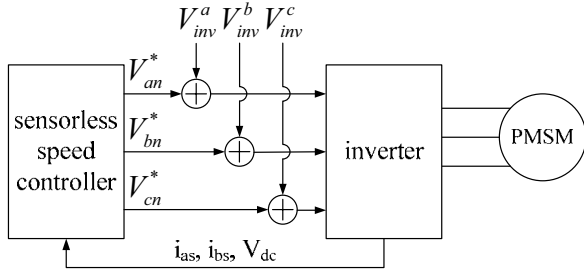 V_inv^a V_inv^b V_inv^c
V_an^*
V_bn^*
V_cn^*
sensorless
speed
controller
inverter
PMSM
i_as, i_bs, V_dc